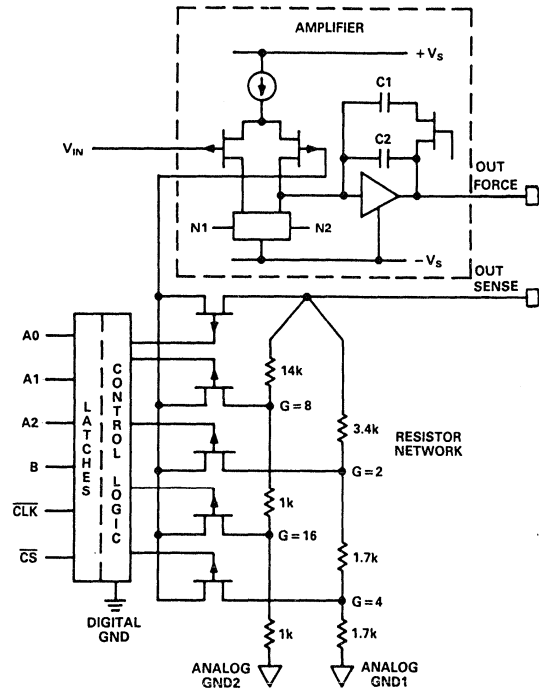 AMPLIFIER
+VS
C1
VIN
C2
OUT
FORCE
N1
N2
-VS
OUT
SENSE
A0
A1
A2
B
CLK
CS
LATCHES
CONTROL LOGIC
14k
G=8
3.4k
RESISTOR
NETWORK
G=2
1k
G=16
1.7k
G=4
1k
1.7k
DIGITAL
GND
ANALOG
GND2
ANALOG
GND1